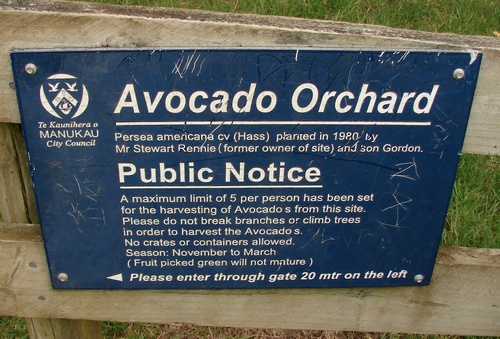 Te Kaunihera o
MANUKAU
City Council
Avocado Orchard
Persea americana cv (Hass) planted in 1980 by
Mr Stewart Rennie (former owner of site) and son Gordon.
Public Notice
A maximum limit of 5 per person has been set
for the harvesting of Avocado s from this site.
Please do not break branches or climb trees
in order to harvest the Avocado s.
No crates or containers allowed.
Season: November to March
( Fruit picked green will not mature )
Please enter through gate 20 mtr on the left